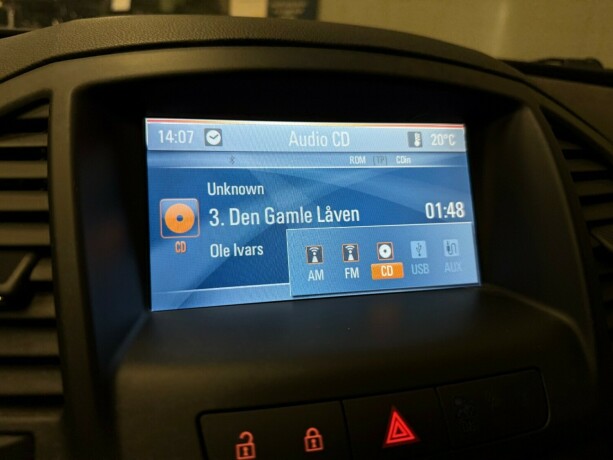 14:07 Audio CD 20°C
ROM [TP] CDin
Unknown
3. Den Gamle Låven 01:48
CD Ole Ivars
AM FM CD USB AUX